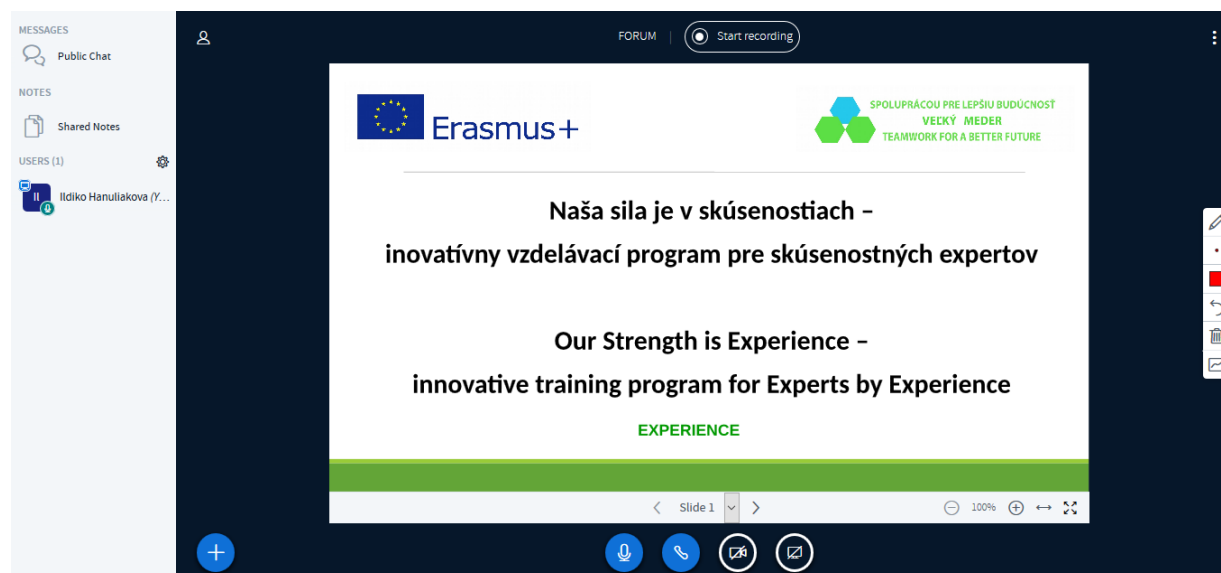 MESSAGES
Public Chat
NOTES
Shared Notes
USERS (1)
II
Ildiko Hanuliakova (Y...
FORUM
Start recording
Erasmus+
SPOLUPRÁCOU PRE LEPŠIU BUDÚCNOSŤ
VEĽKÝ MEDER
TEAMWORK FOR A BETTER FUTURE
Naša sila je v skúsenostiach –
inovatívny vzdelávací program pre skúsenostných expertov
Our Strength is Experience –
innovative training program for Experts by Experience
EXPERIENCE
Slide 1
100%